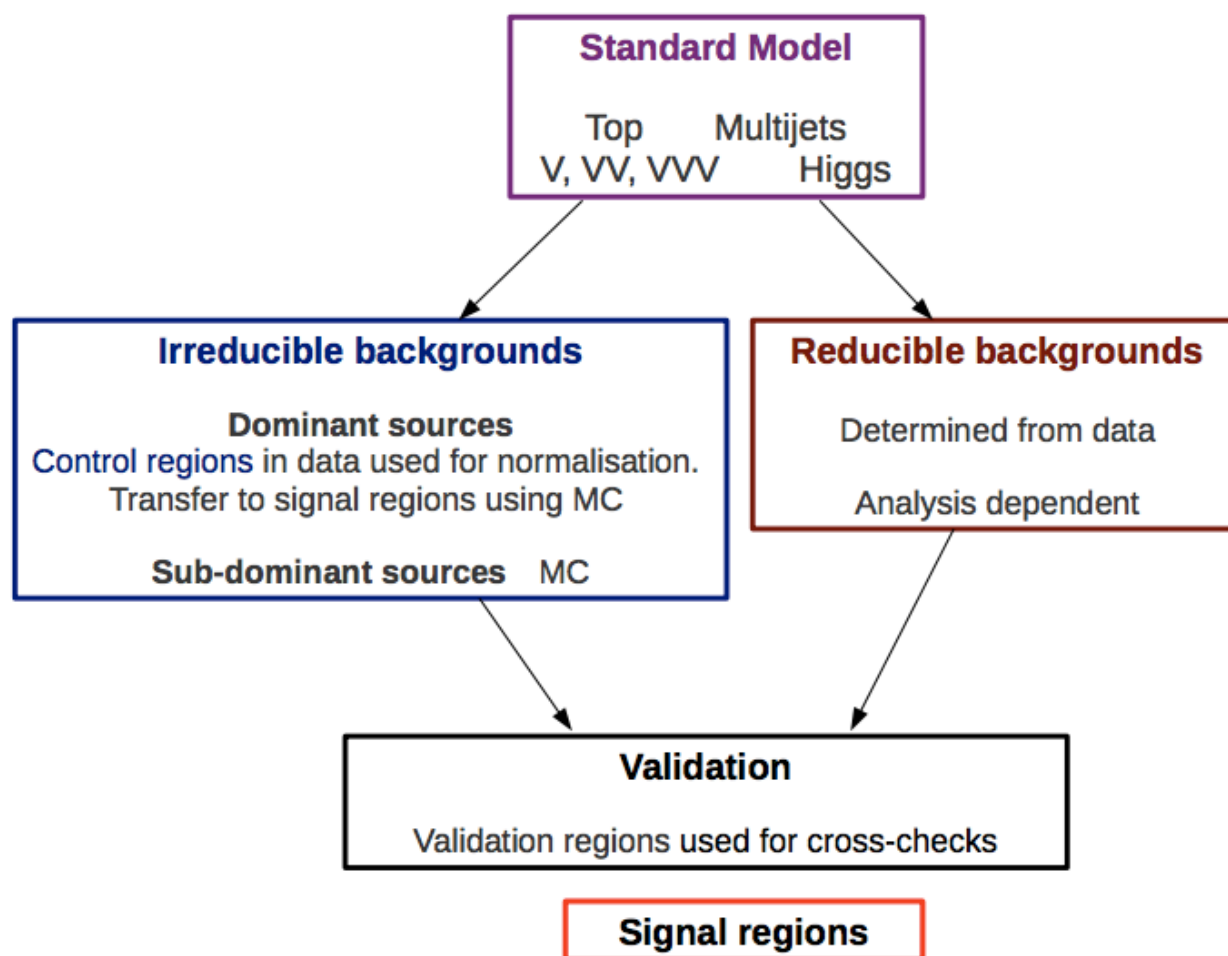 Standard Model
Top Multijets
V, VV, VVV Higgs
Irreducible backgrounds
Dominant sources
Control regions in data used for normalisation.
Transfer to signal regions using MC
Sub-dominant sources MC
Reducible backgrounds
Determined from data
Analysis dependent
Validation
Validation regions used for cross-checks
Signal regions